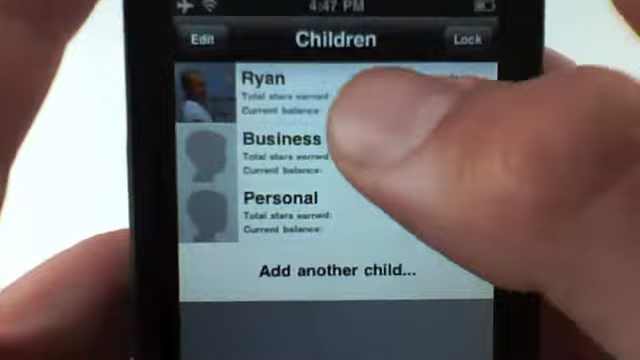 4:47 PM
Edit Children Lock
Ryan
Total stars earned:
Current balance:
Business
Total stars earned
Current balance:
Personal
Total stars earned:
Current balance:
Add another child...